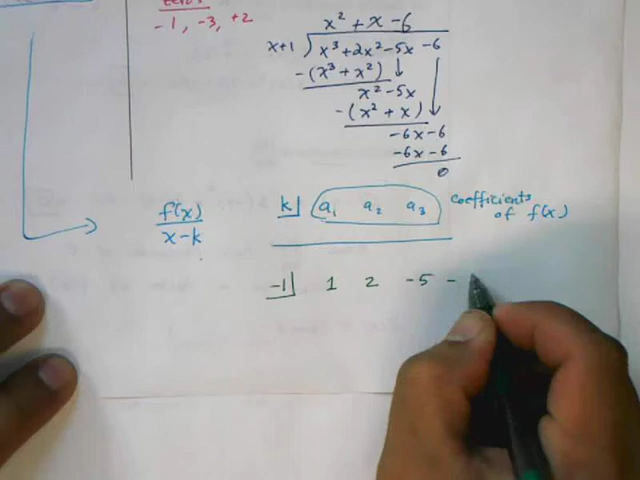 zeros
-1, -3, +2
x² + x - 6
x+1 ) x³ + 2x² - 5x - 6
-(x³ + x²)
x² - 5x
-(x² + x)
-6x - 6
-6x - 6
0
f(x)
x - k
k| a₁ a₂ a₃ coefficients of f(x)
-1| 1 2 -5 -